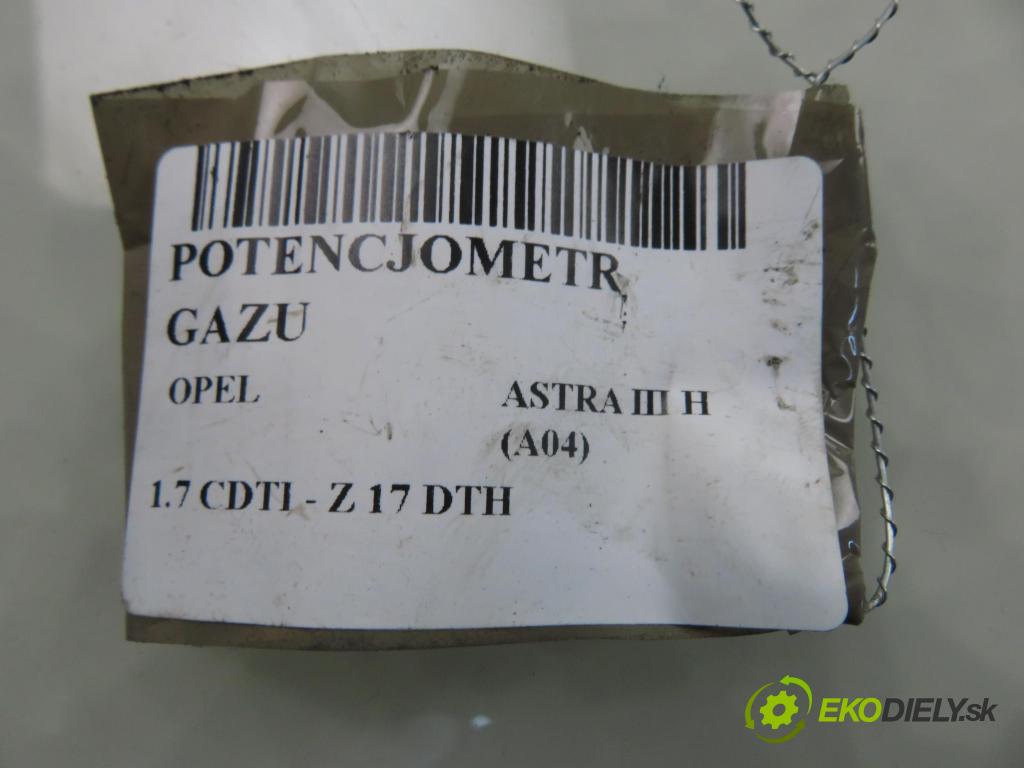 POTENCJOMETR
GAZU
OPEL ASTRA III H
(A04)
1.7 CDTI - Z 17 DTH
EKODIELY.sk